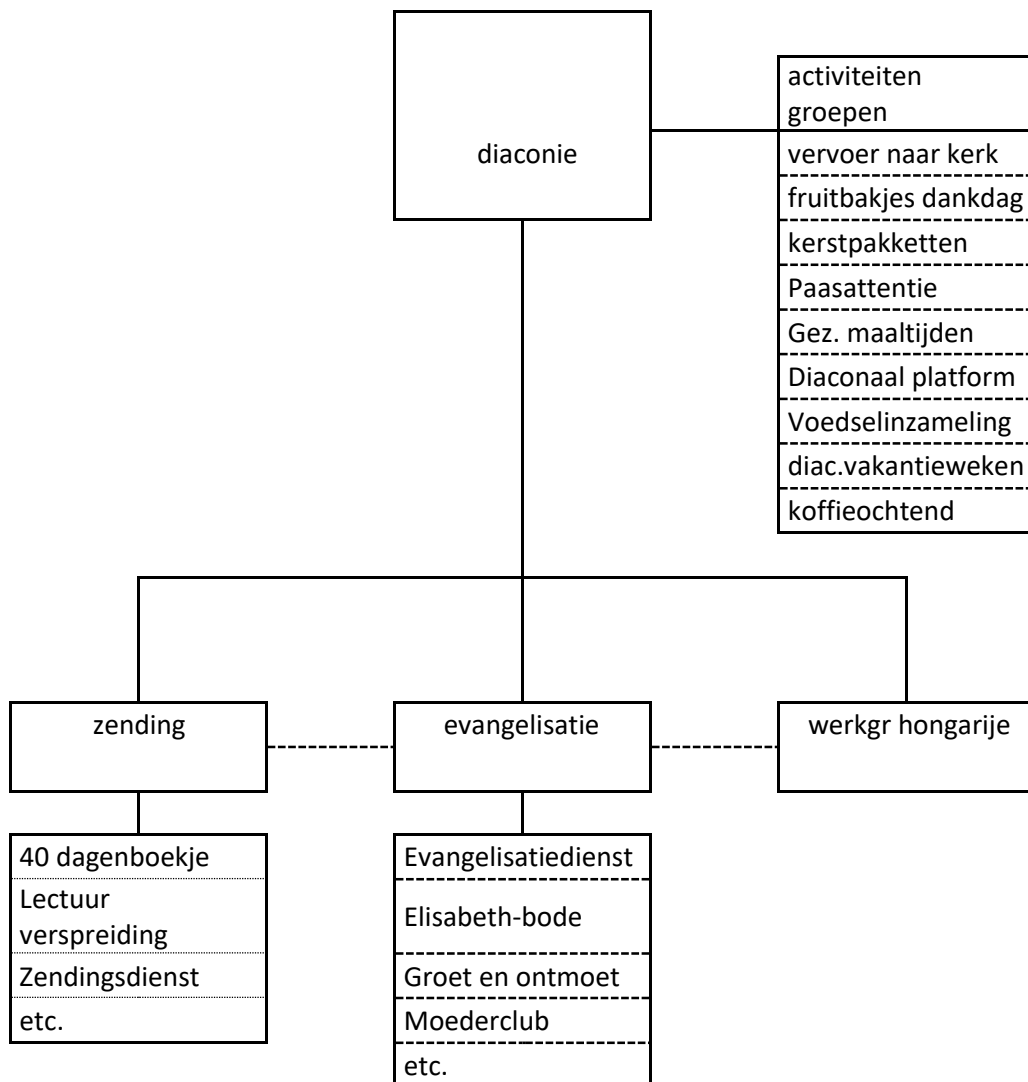 diaconie
activiteiten
groepen
vervoer naar kerk
fruitbakjes dankdag
kerstpakketten
Paasattentie
Gez. maaltijden
Diaconaal platform
Voedselinzameling
diac.vakantieweken
koffieochtend
zending
evangelisatie
werkgr hongarije
40 dagenboekje
Lectuur
verspreiding
Zendingsdienst
etc.
Evangelisatiedienst
Elisabeth-bode
Groet en ontmoet
Moederclub
etc.